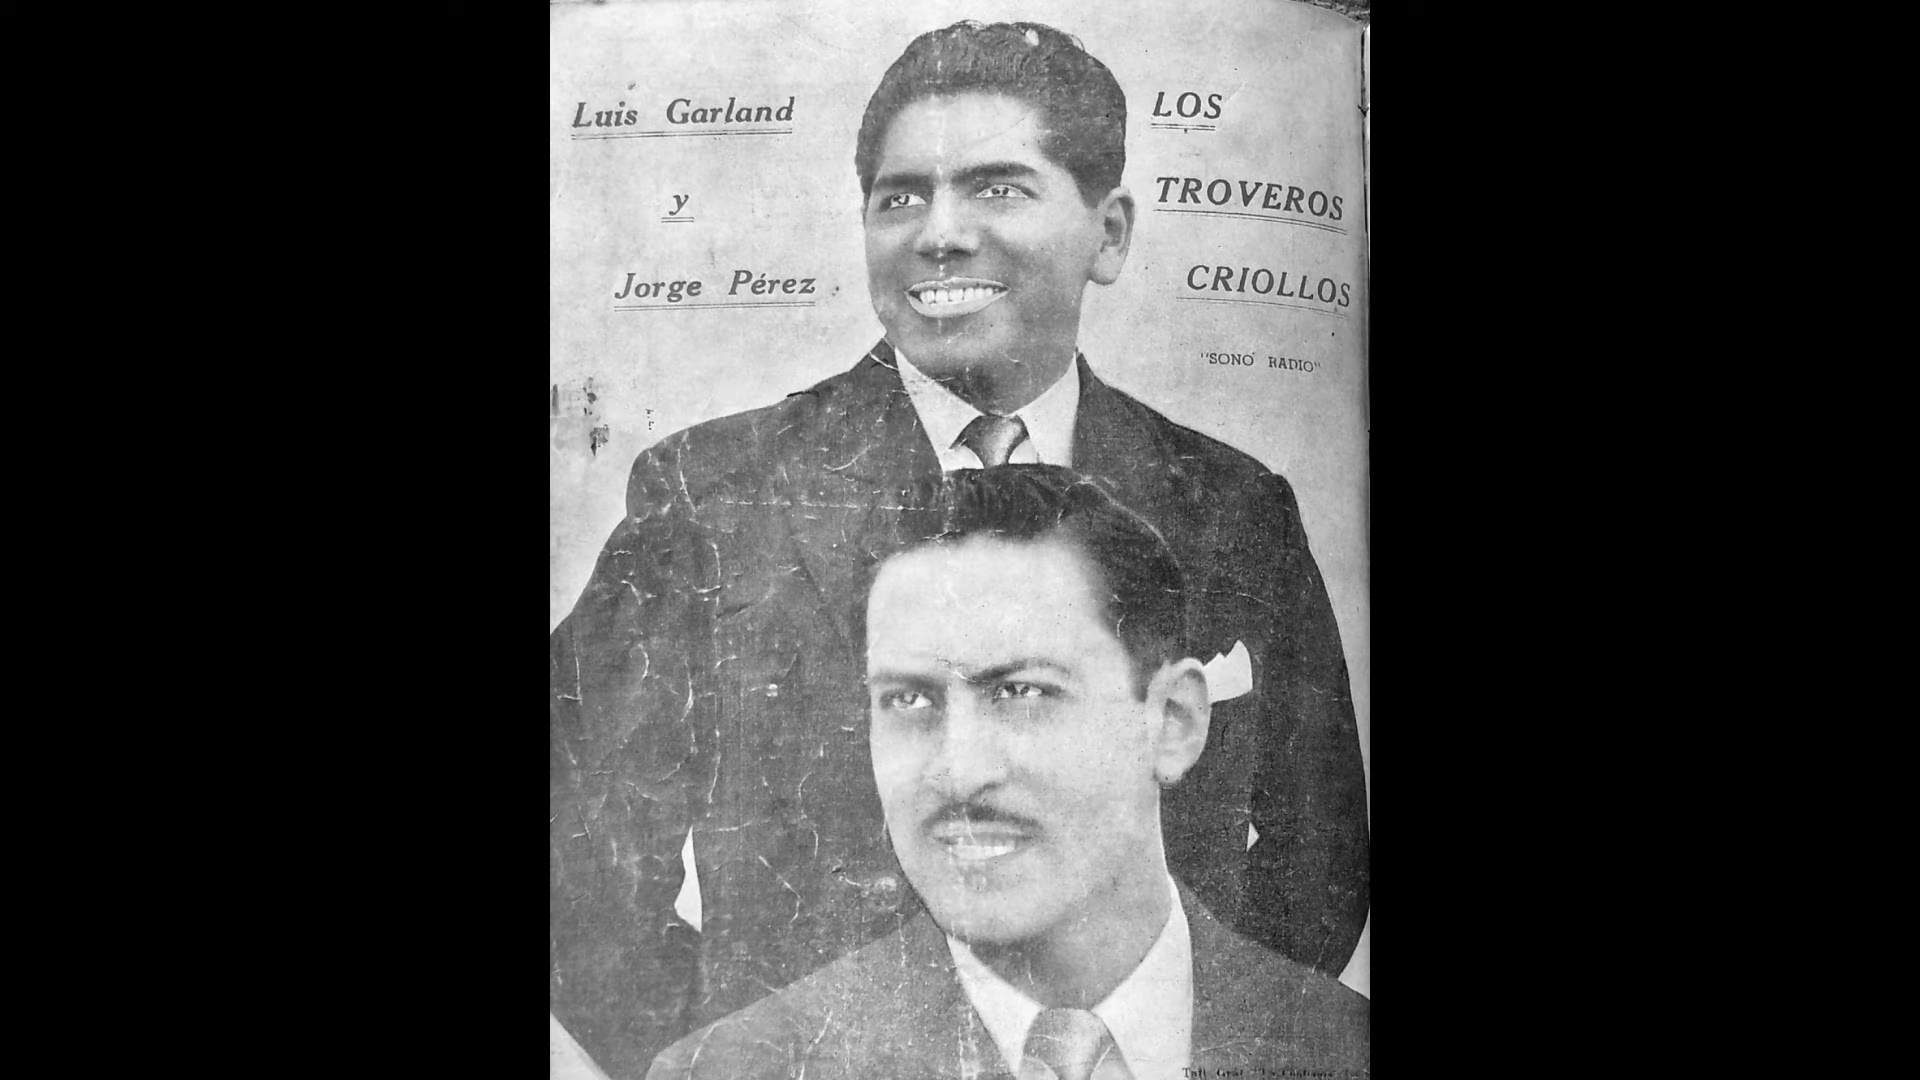 Luis Garland
y
Jorge Pérez
LOS
TROVEROS
CRIOLLOS
"SONO RADIO"